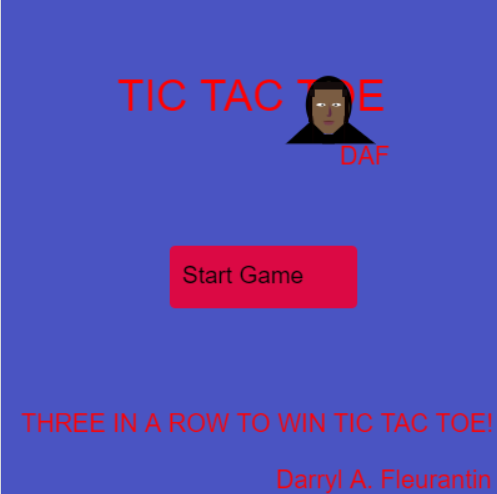 TIC TAC TOE
DAF
Start Game
THREE IN A ROW TO WIN TIC TAC TOE!
Darryl A. Fleurantin